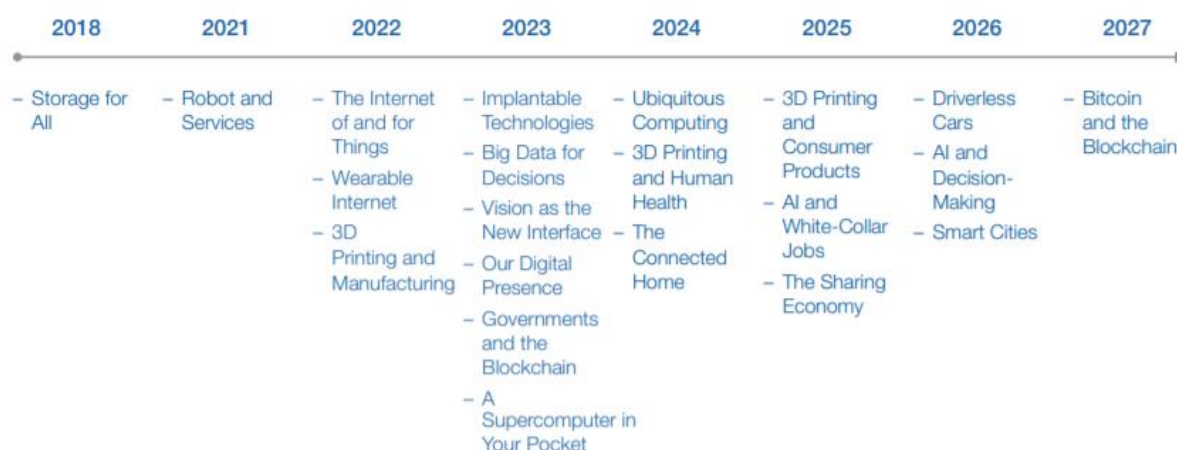 2018
2021
2022
2023
2024
2025
2026
2027
– Storage for
All
– Robot and
Services
– The Internet
of and for
Things
– Wearable
Internet
– 3D
Printing and
Manufacturing
– Implantable
Technologies
– Big Data for
Decisions
– Vision as the
New Interface
– Our Digital
Presence
– Governments
and the
Blockchain
– A
Supercomputer in
Your Pocket
– Ubiquitous
Computing
– 3D Printing
and Human
Health
– The
Connected
Home
– 3D Printing
and
Consumer
Products
– AI and
White-Collar
Jobs
– The Sharing
Economy
– Driverless
Cars
– AI and
Decision-
Making
– Smart Cities
– Bitcoin
and the
Blockchain